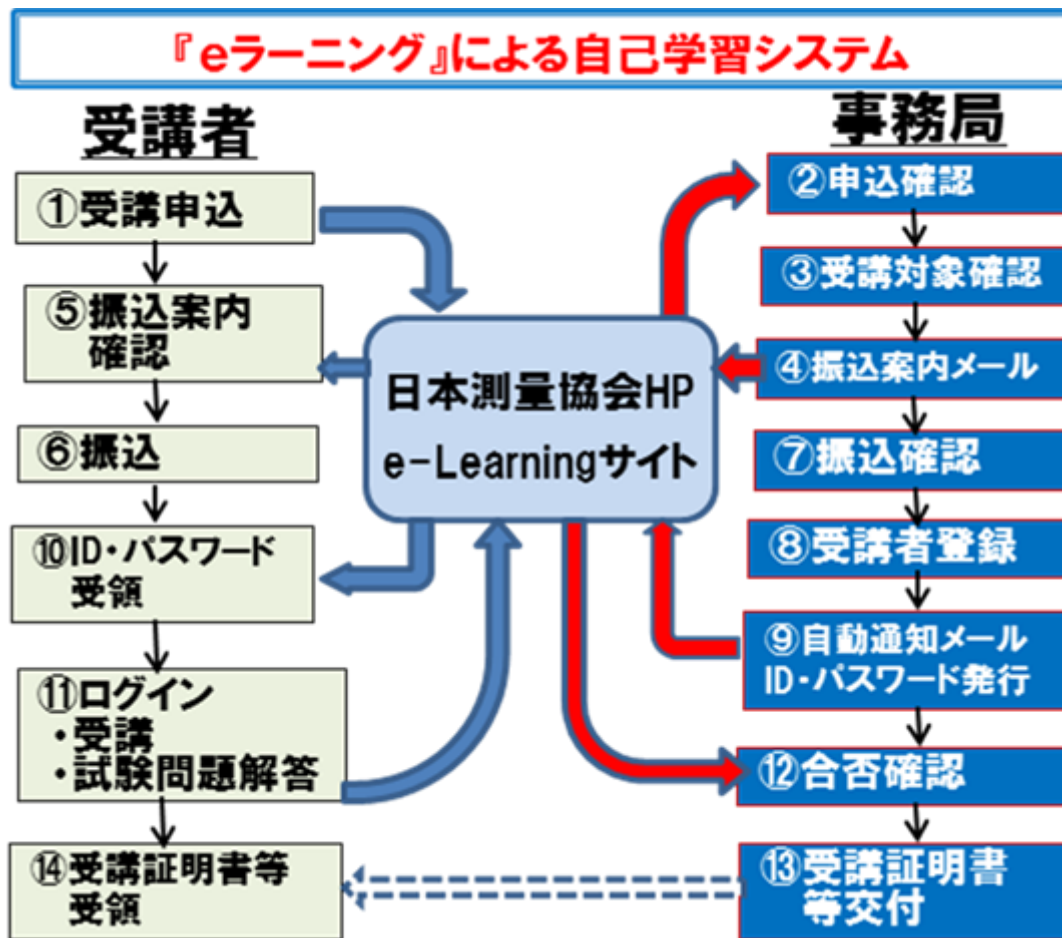 『eラーニング』による自己学習システム
受講者
①受講申込
⑤振込案内
確認
⑥振込
⑩ID・パスワード
受領
⑪ログイン
・受講
・試験問題解答
⑭受講証明書等
受領
日本測量協会HP
e-Learningサイト
事務局
②申込確認
③受講対象確認
④振込案内メール
⑦振込確認
⑧受講者登録
⑨自動通知メール
ID・パスワード発行
⑫合否確認
⑬受講証明書
等交付